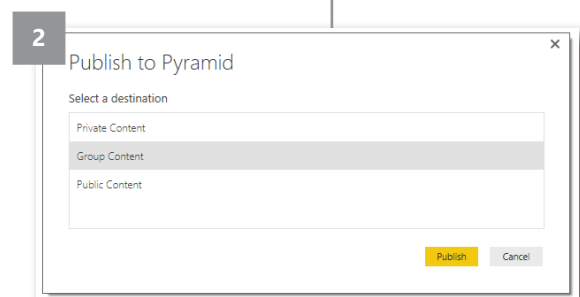 2
Publish to Pyramid
Select a destination
Private Content
Group Content
Public Content
Publish Cancel